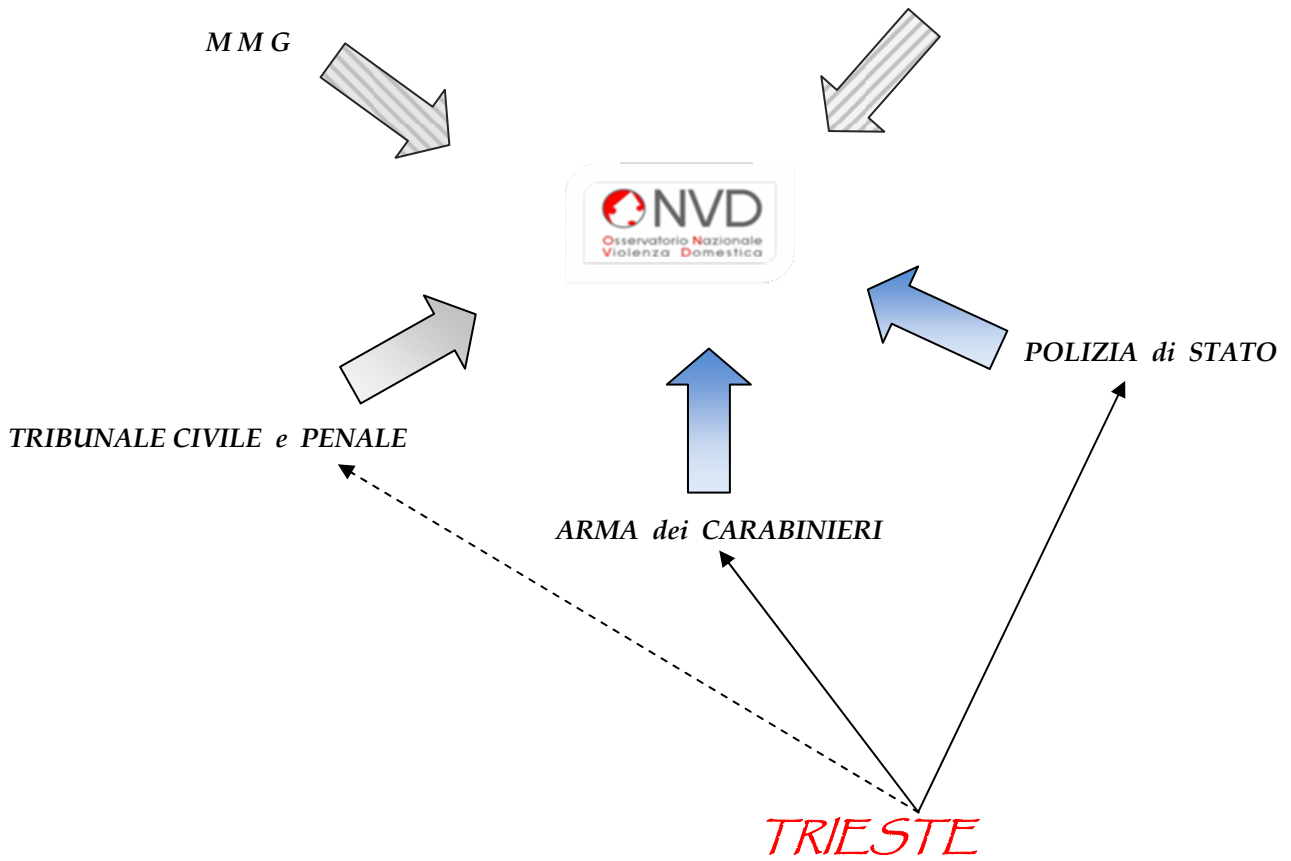 M M G
ONVD
Osservatorio Nazionale
Violenza Domestica
POLIZIA di STATO
TRIBUNALE CIVILE e PENALE
ARMA dei CARABINIERI
TRIESTE